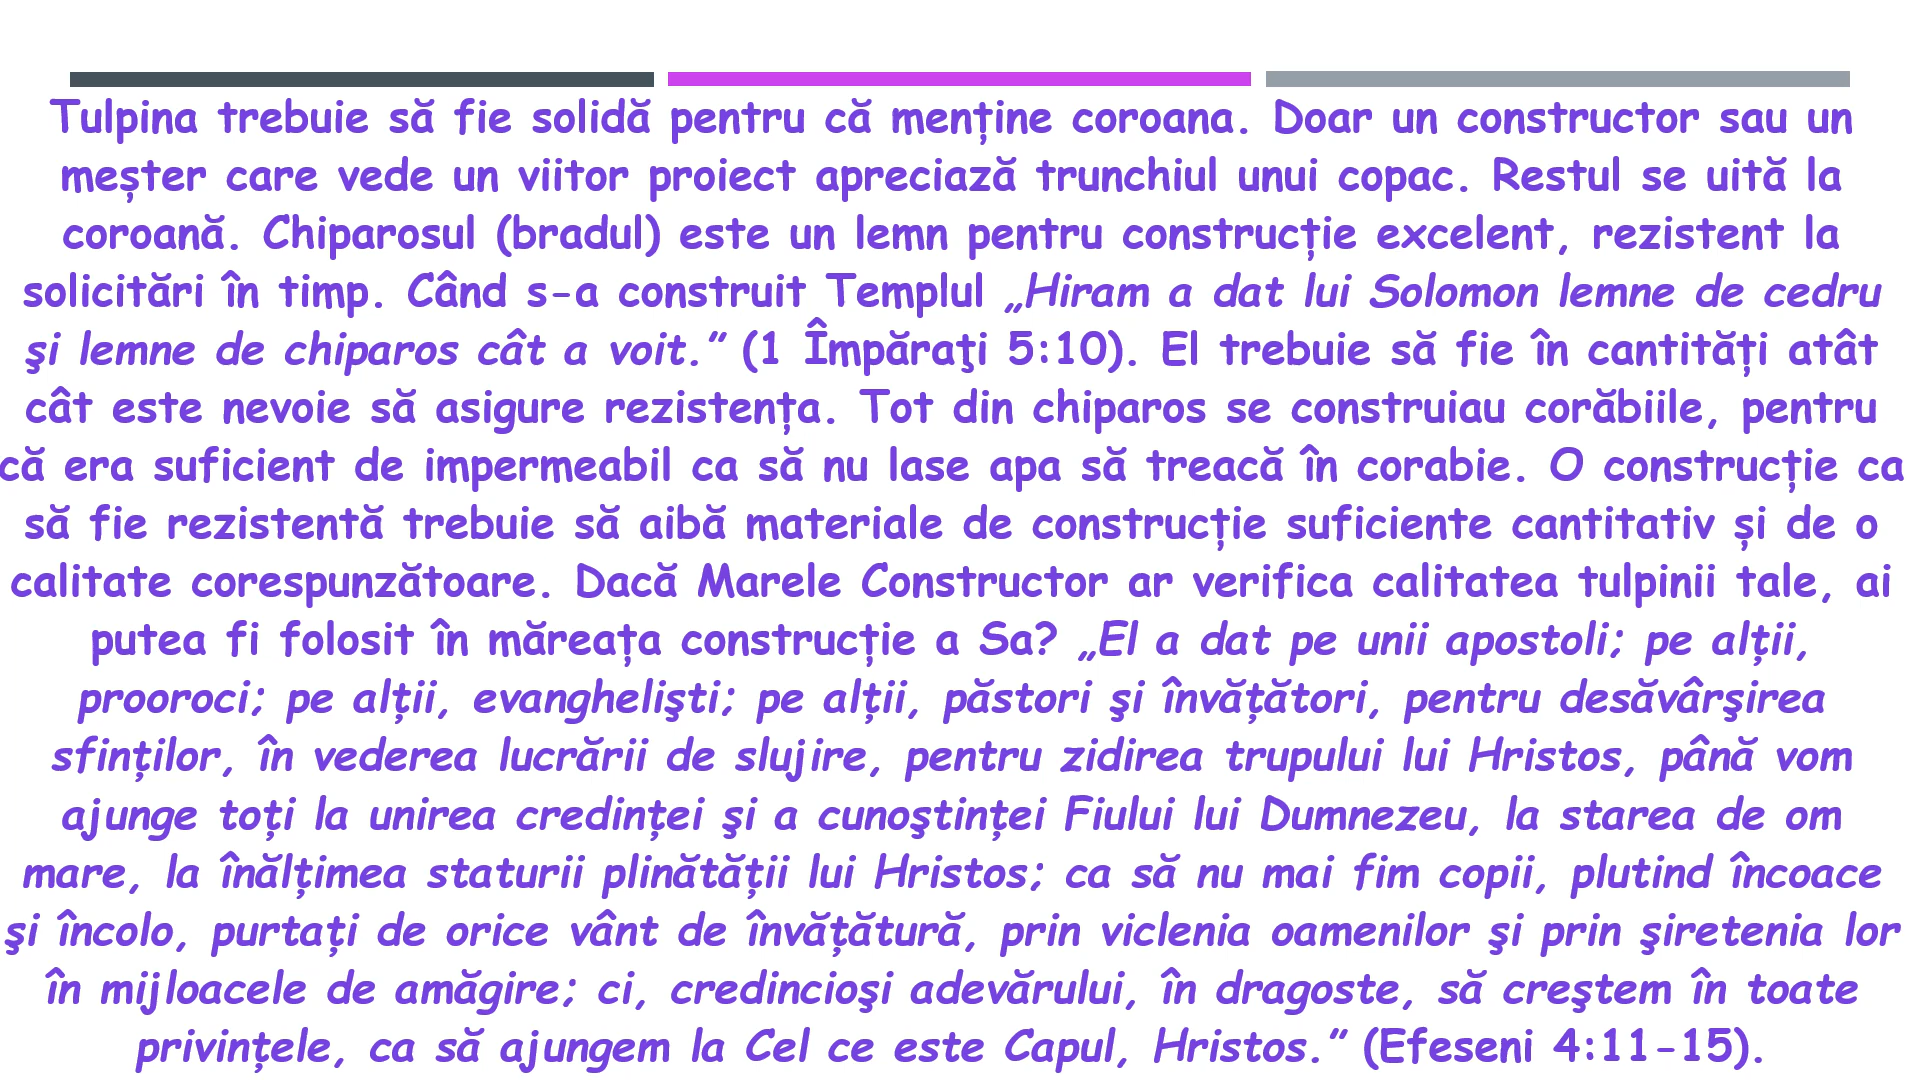 Tulpina trebuie să fie solidă pentru că menține coroana. Doar un constructor sau un
meșter care vede un viitor proiect apreciază trunchiul unui copac. Restul se uită la
coroană. Chiparosul (bradul) este un lemn pentru construcție excelent, rezistent la
solicitări în timp. Când s-a construit Templul „Hiram a dat lui Solomon lemne de cedru
şi lemne de chiparos cât a voit.” (1 Împăraţi 5:10). El trebuie să fie în cantități atât
cât este nevoie să asigure rezistența. Tot din chiparos se construiau corăbiile, pentru
că era suficient de impermeabil ca să nu lase apa să treacă în corabie. O construcție ca
să fie rezistentă trebuie să aibă materiale de construcție suficiente cantitativ și de o
calitate corespunzătoare. Dacă Marele Constructor ar verifica calitatea tulpinii tale, ai
putea fi folosit în măreața construcție a Sa? „El a dat pe unii apostoli; pe alții,
prooroci; pe alții, evanghelişti; pe alții, păstori şi învățători, pentru desăvârşirea
sfinților, în vederea lucrării de slujire, pentru zidirea trupului lui Hristos, până vom
ajunge toți la unirea credinței şi a cunoştinței Fiului lui Dumnezeu, la starea de om
mare, la înălțimea staturii plinătății lui Hristos; ca să nu mai fim copii, plutind încoace
şi încolo, purtați de orice vânt de învățătură, prin viclenia oamenilor şi prin şiretenia lor
în mijloacele de amăgire; ci, credincioşi adevărului, în dragoste, să creştem în toate
privințele, ca să ajungem la Cel ce este Capul, Hristos.” (Efeseni 4:11-15).